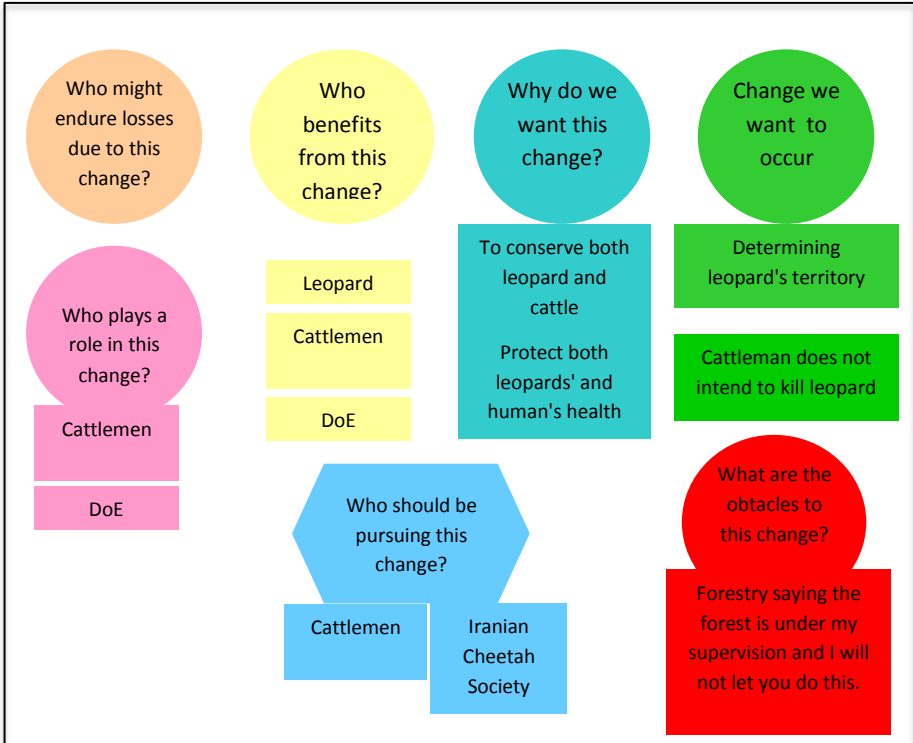 Who might
endure losses
due to this
change?
Who
benefits
from this
change?
Why do we
want this
change?
Change we
want to
occur
Who plays a
role in this
change?
Cattlemen
DoE
Leopard
Cattlemen
DoE
To conserve both
leopard and
cattle
Protect both
leopards' and
human's health
Determining
leopard's territory
Cattleman does not
intend to kill leopard
Who should be
pursuing this
change?
Cattlemen
Iranian
Cheetah
Society
What are the
obtacles to
this change?
Forestry saying the
forest is under my
supervision and I will
not let you do this.